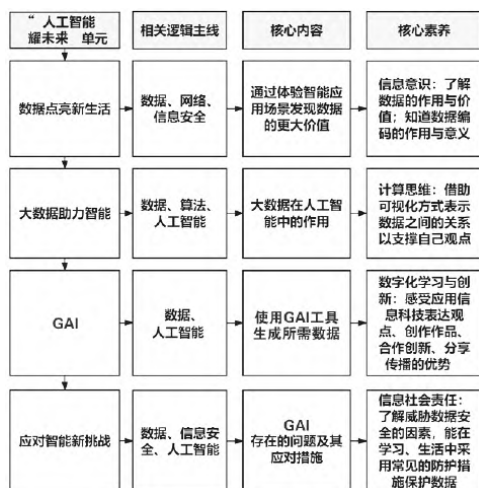 “人工智能
耀未来 单元
相关逻辑主线
核心内容
核心素养
数据点亮新生活
数据、网络、
信息安全
通过体验智能应
用场景发现数据
的更大价值
信息意识：了解
数据的作用与价
值；知道数据编
码的作用与意义
大数据助力智能
数据、算法、
人工智能
大数据在人工智
能中的作用
计算思维：借助
可视化方式表示
数据之间的关系
以支撑自己观点
GAI
数据、
人工智能
使用GAI工具
生成所需数据
数字化学习与创
新：感受应用信
息科技表达观
点、创作作品、
合作创新、分享
传播的优势
应对智能新挑战
数据、信息安
全、人工智能
GAI
存在的问题及其
应对措施
信息社会责任：
了解威胁数据安
全的因素，能在
学习、生活中采
用常见的防护措
施保护数据